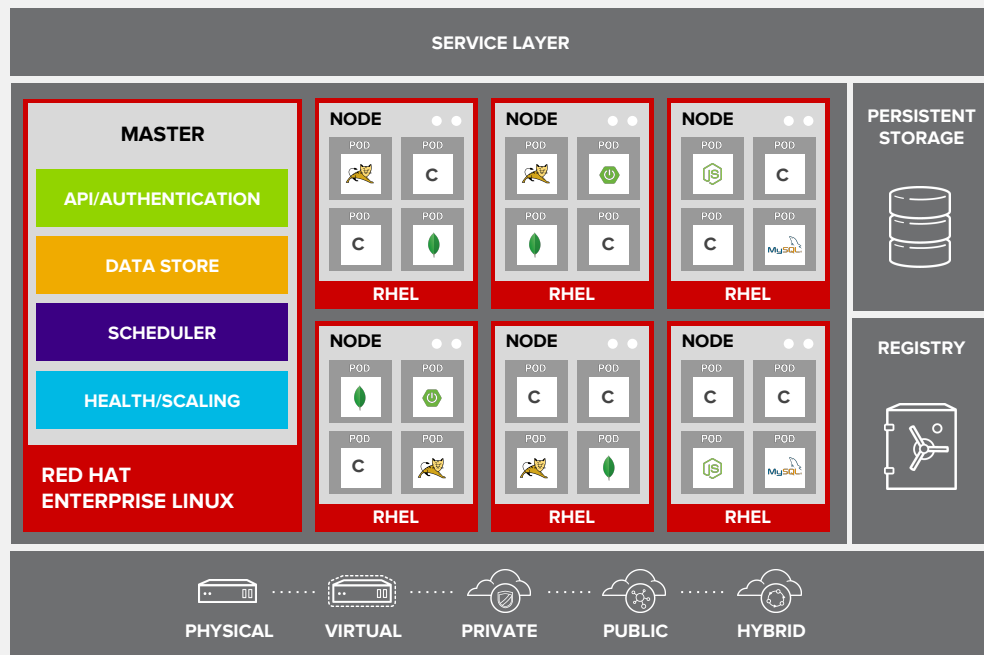 SERVICE LAYER
MASTER
API/AUTHENTICATION
DATA STORE
SCHEDULER
HEALTH/SCALING
RED HAT
ENTERPRISE LINUX
NODE
POD POD
C
POD POD
C
RHEL
NODE
POD POD
POD POD
C
RHEL
NODE
POD POD
JS C
POD POD
C MySQL
RHEL
NODE
POD POD
POD POD
C
RHEL
NODE
POD POD
C C
POD POD
RHEL
NODE
POD POD
C C
POD POD
JS MySQL
RHEL
PERSISTENT
STORAGE
REGISTRY
PHYSICAL VIRTUAL PRIVATE PUBLIC HYBRID